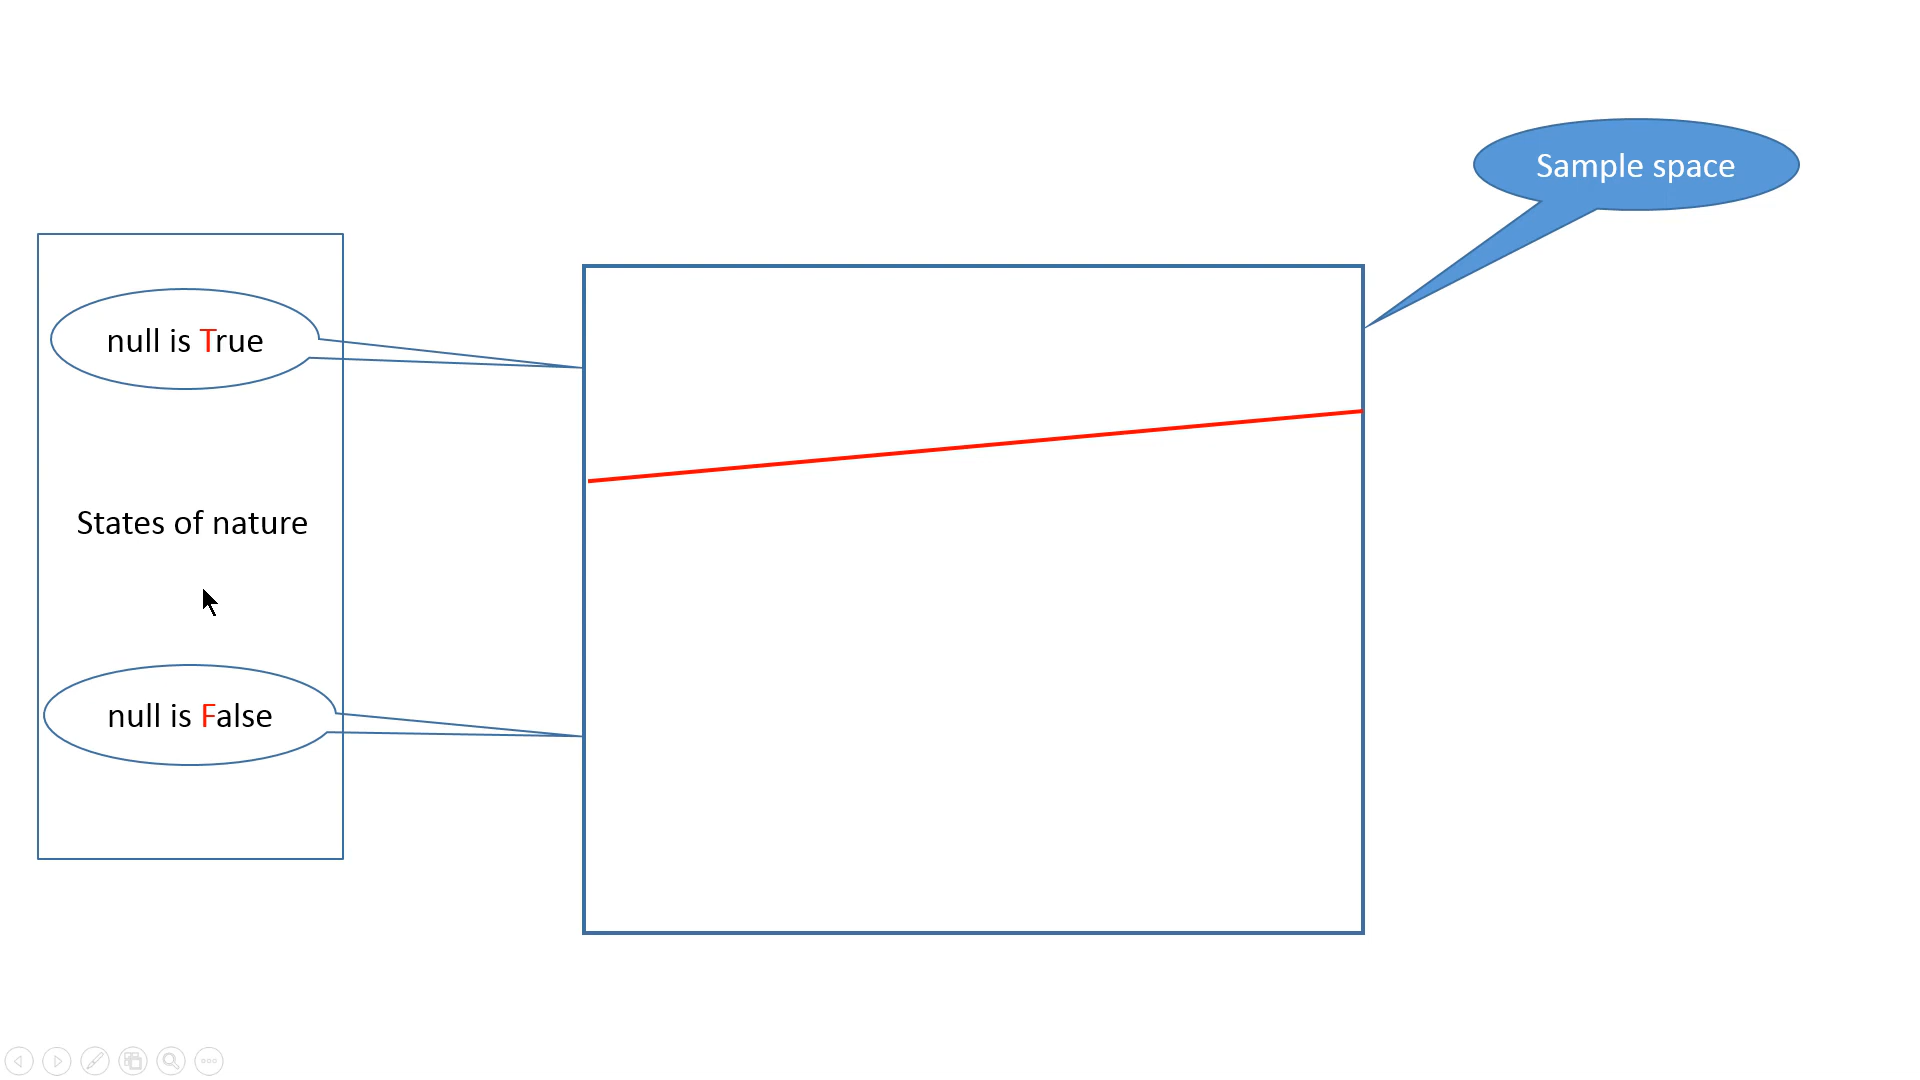 Sample space
null is True
States of nature
null is False